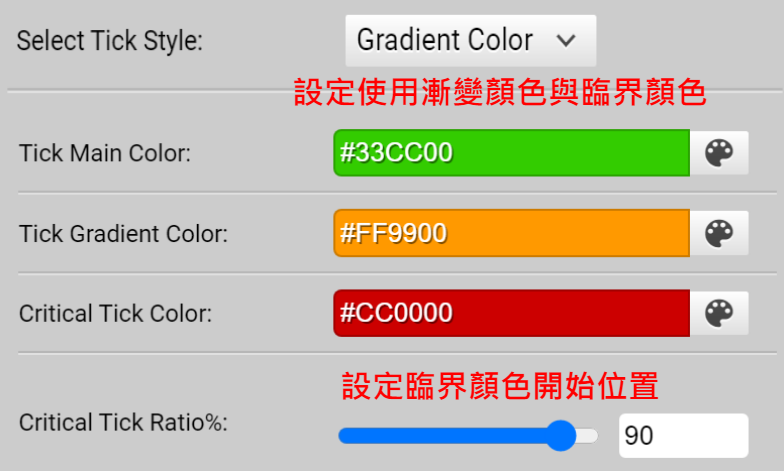 Select Tick Style: Gradient Color
設定使用漸變顏色與臨界顏色
Tick Main Color: #33CC00
Tick Gradient Color: #FF9900
Critical Tick Color: #CC0000
設定臨界顏色開始位置
Critical Tick Ratio%: 90